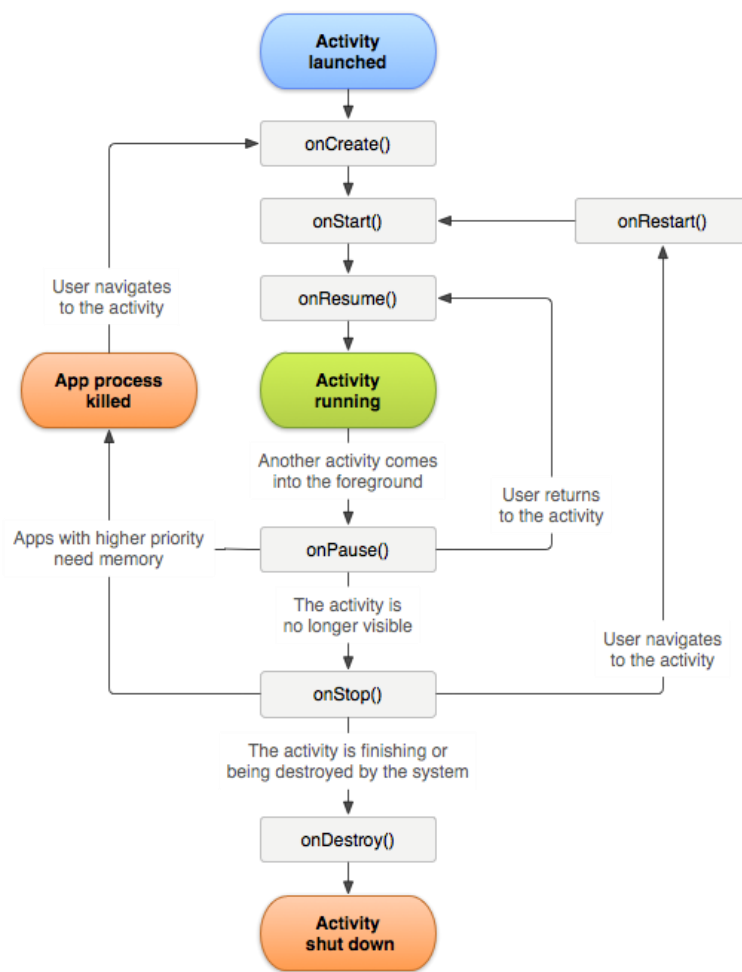 Activity
launched
onCreate()
onStart()
onRestart()
User navigates
to the activity
onResume()
App process
killed
Activity
running
Another activity comes
into the foreground
User returns
to the activity
Apps with higher priority
need memory
onPause()
The activity is
no longer visible
User navigates
to the activity
onStop()
The activity is finishing or
being destroyed by the system
onDestroy()
Activity
shut down